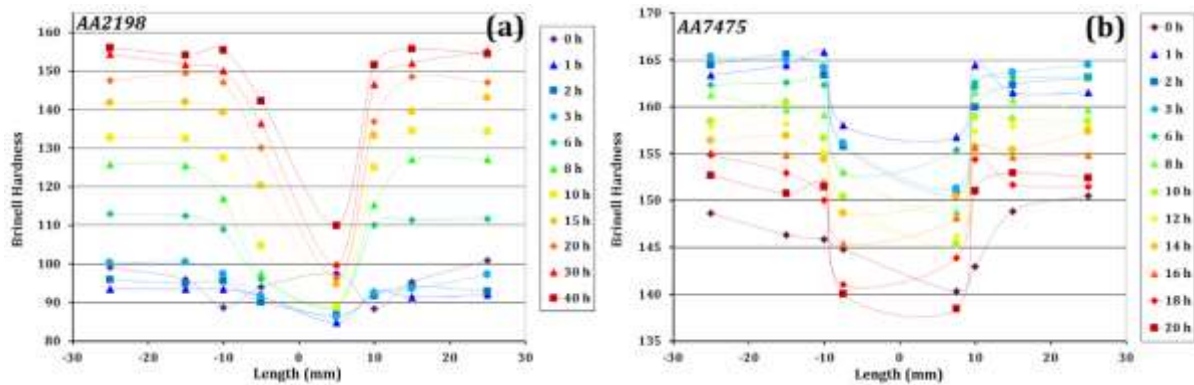 AA2198
(a)
160
150
140
130
120
110
100
90
80
-30
-20
-10
0
10
20
30
Brinell Hardness
Length (mm)
0 h
1 h
2 h
3 h
6 h
8 h
10 h
15 h
20 h
30 h
40 h
AA7475
(b)
170
165
160
155
150
145
140
135
-30
-20
-10
0
10
20
30
Brinell Hardness
Length (mm)
0 h
1 h
2 h
3 h
6 h
8 h
10 h
12 h
14 h
16 h
18 h
20 h